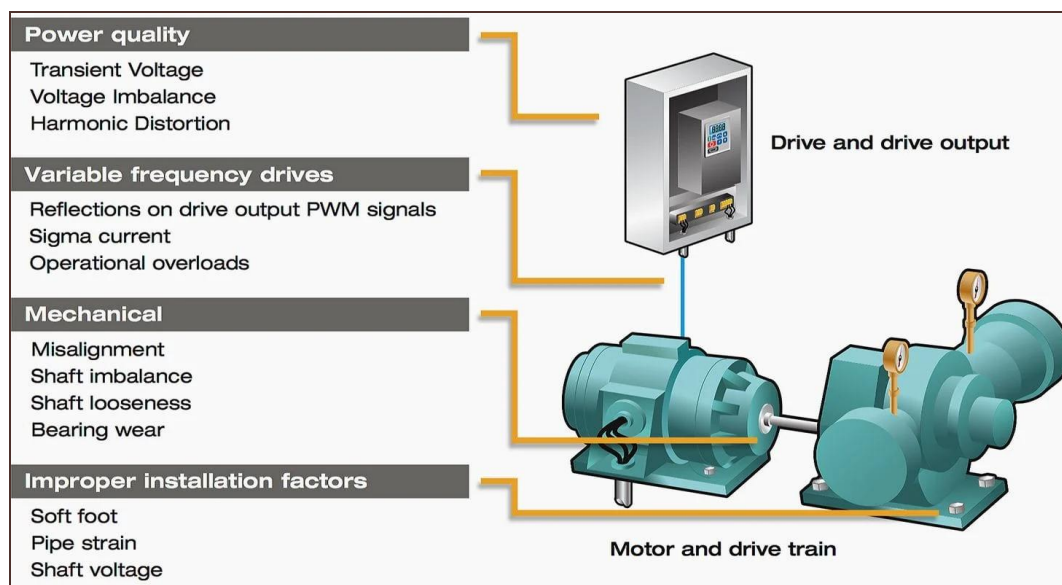 Power quality
Transient Voltage
Voltage Imbalance
Harmonic Distortion
Drive and drive output
Variable frequency drives
Reflections on drive output PWM signals
Sigma current
Operational overloads
Mechanical
Misalignment
Shaft imbalance
Shaft looseness
Bearing wear
Improper installation factors
Soft foot
Pipe strain
Shaft voltage
Motor and drive train